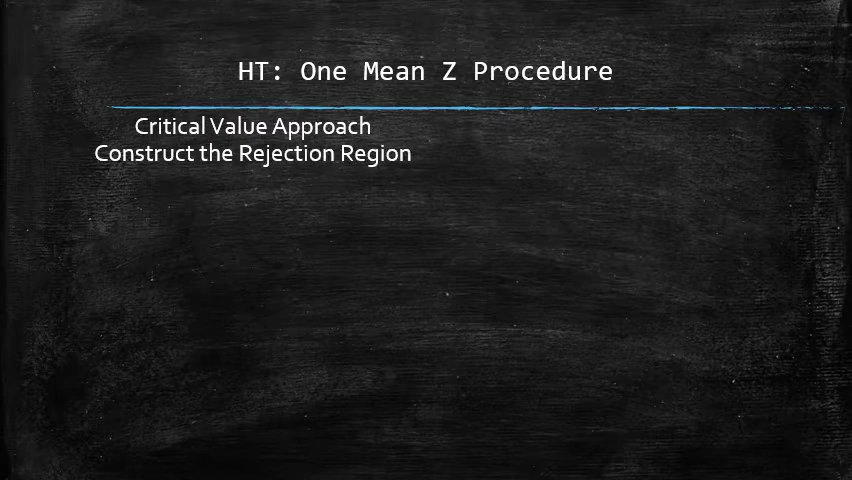 HT: One Mean Z Procedure
Critical Value Approach
Construct the Rejection Region